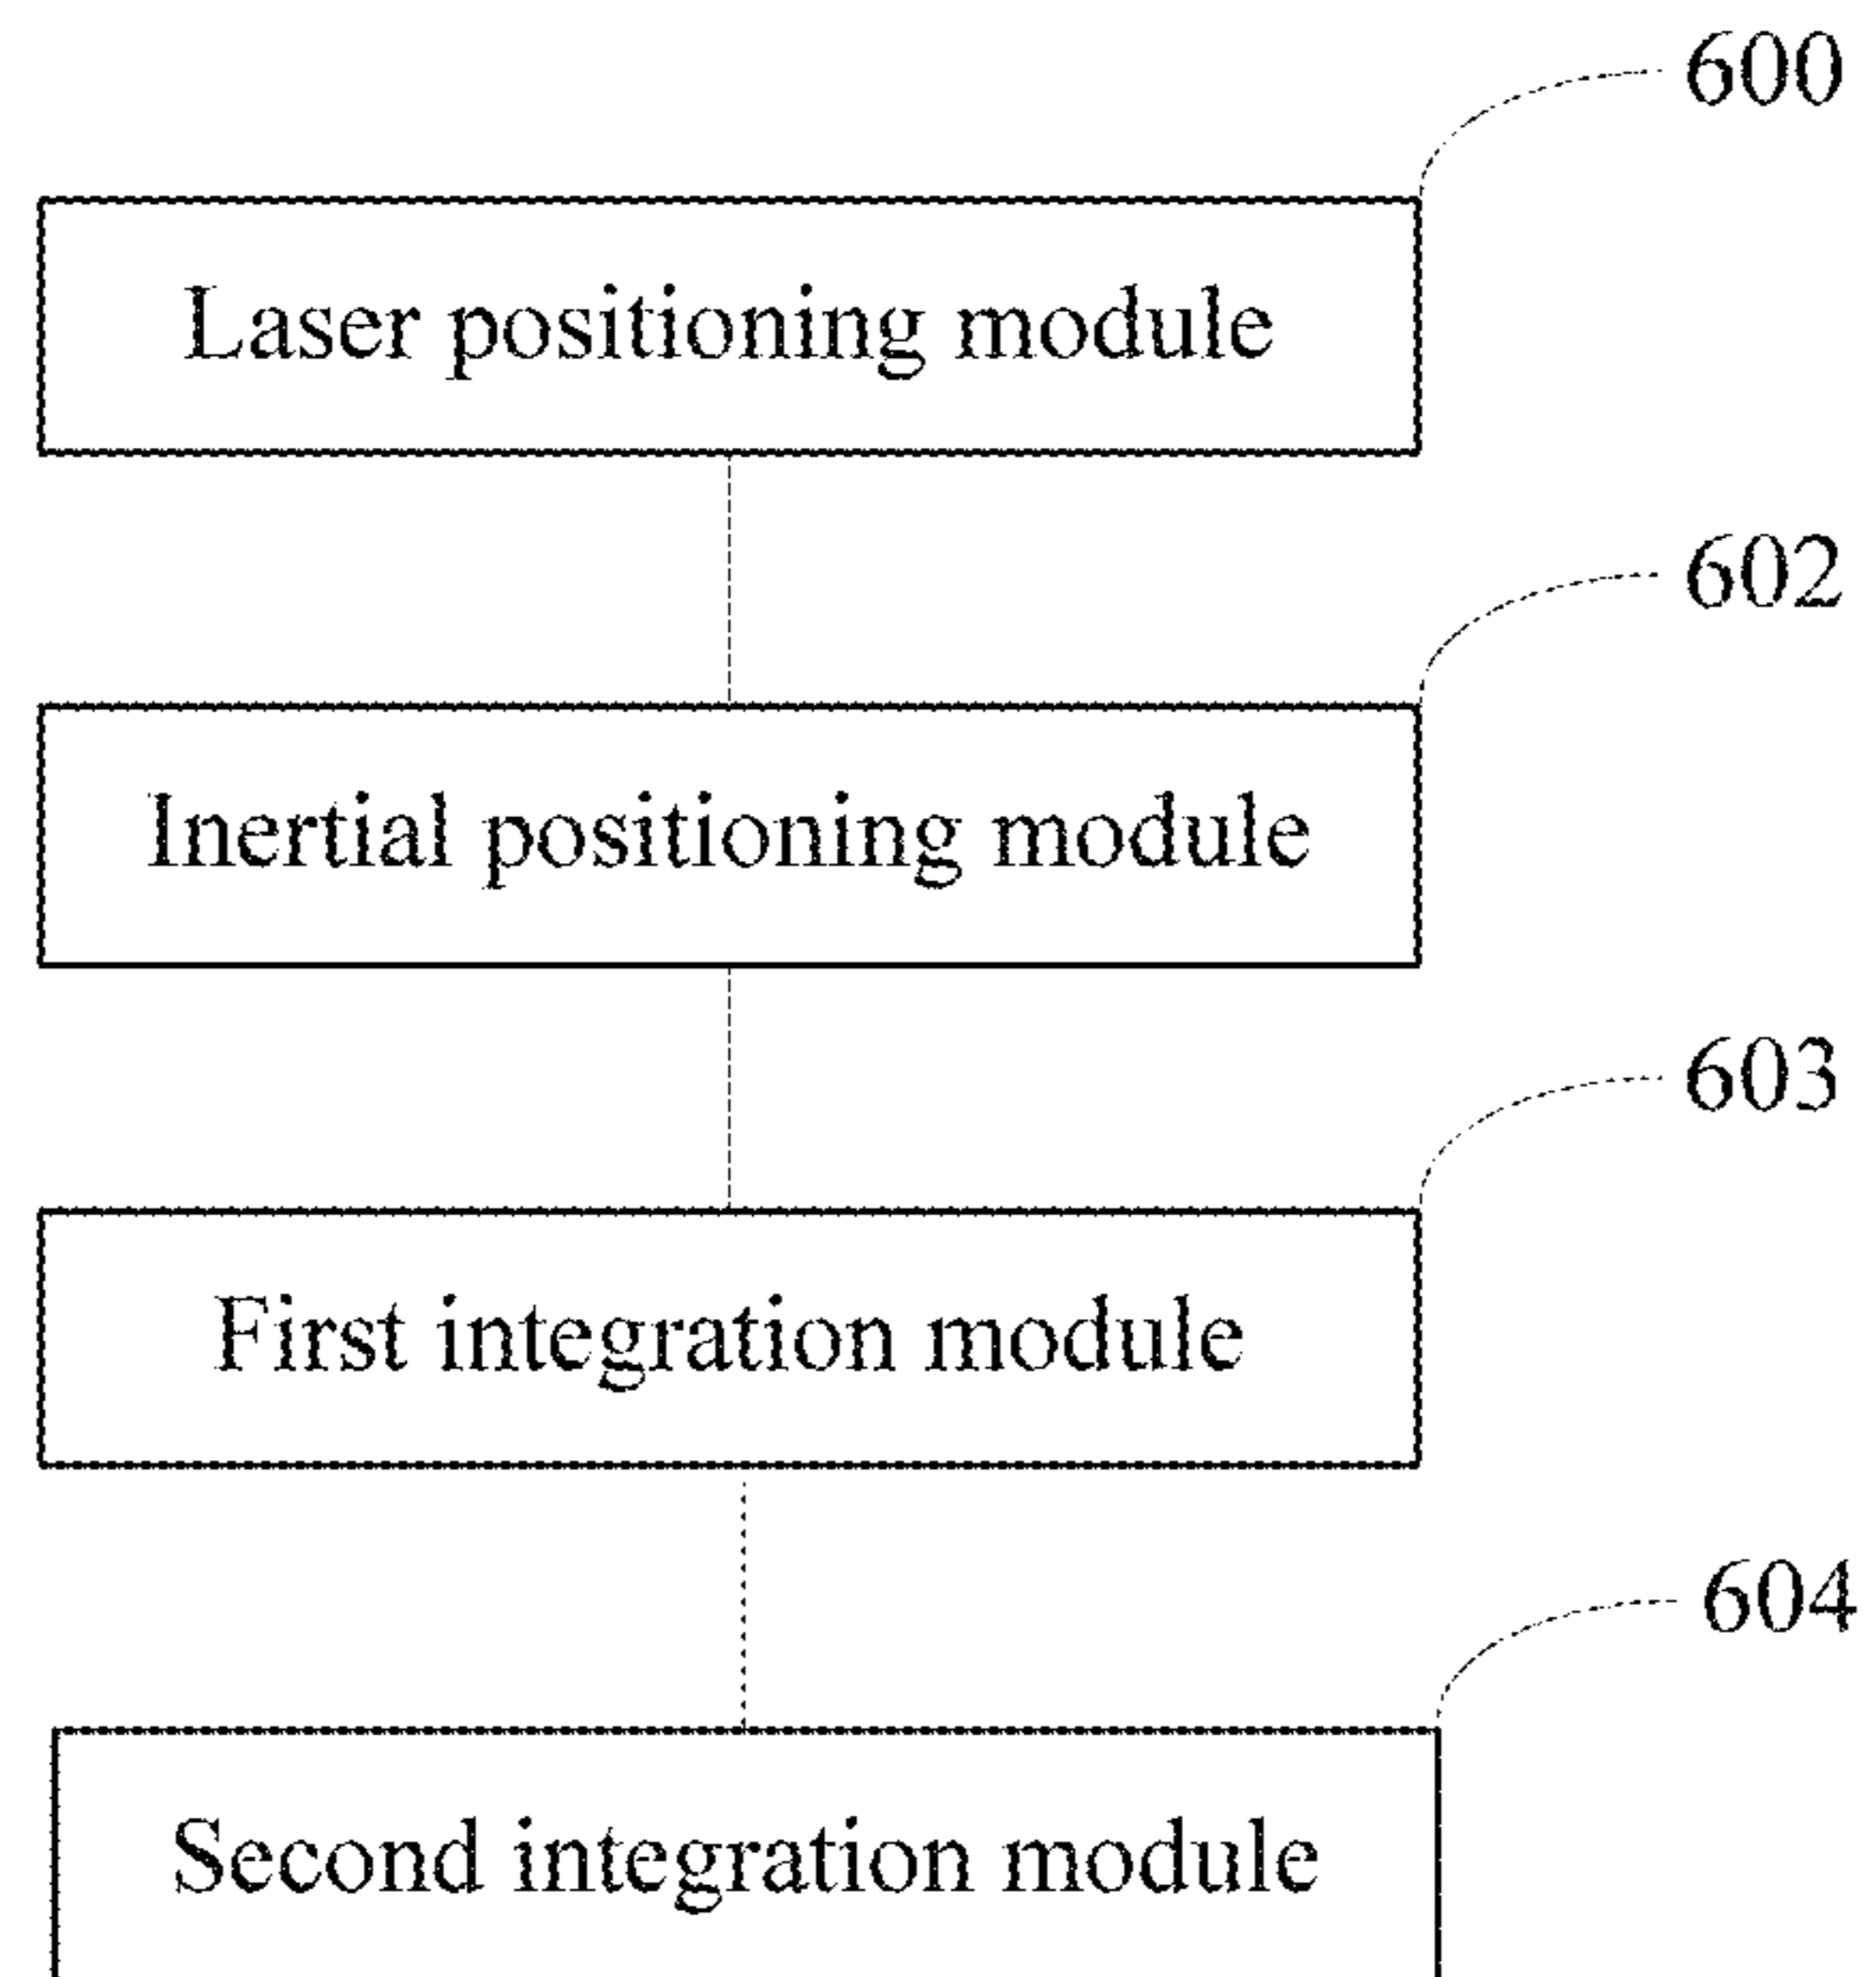 600
Laser positioning module
602
Inertial positioning module
603
First integration module
604
Second integration module